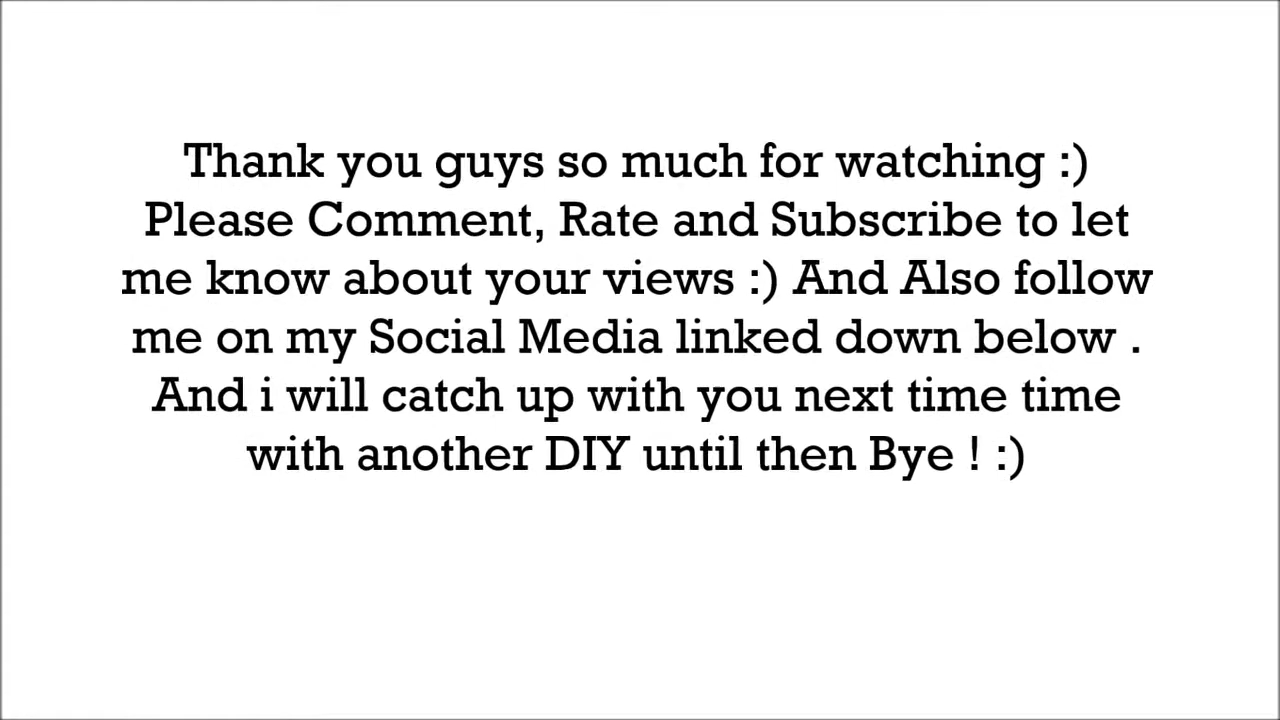 Thank you guys so much for watching :)
Please Comment, Rate and Subscribe to let
me know about your views :) And Also follow
me on my Social Media linked down below .
And i will catch up with you next time time
with another DIY until then Bye ! :)